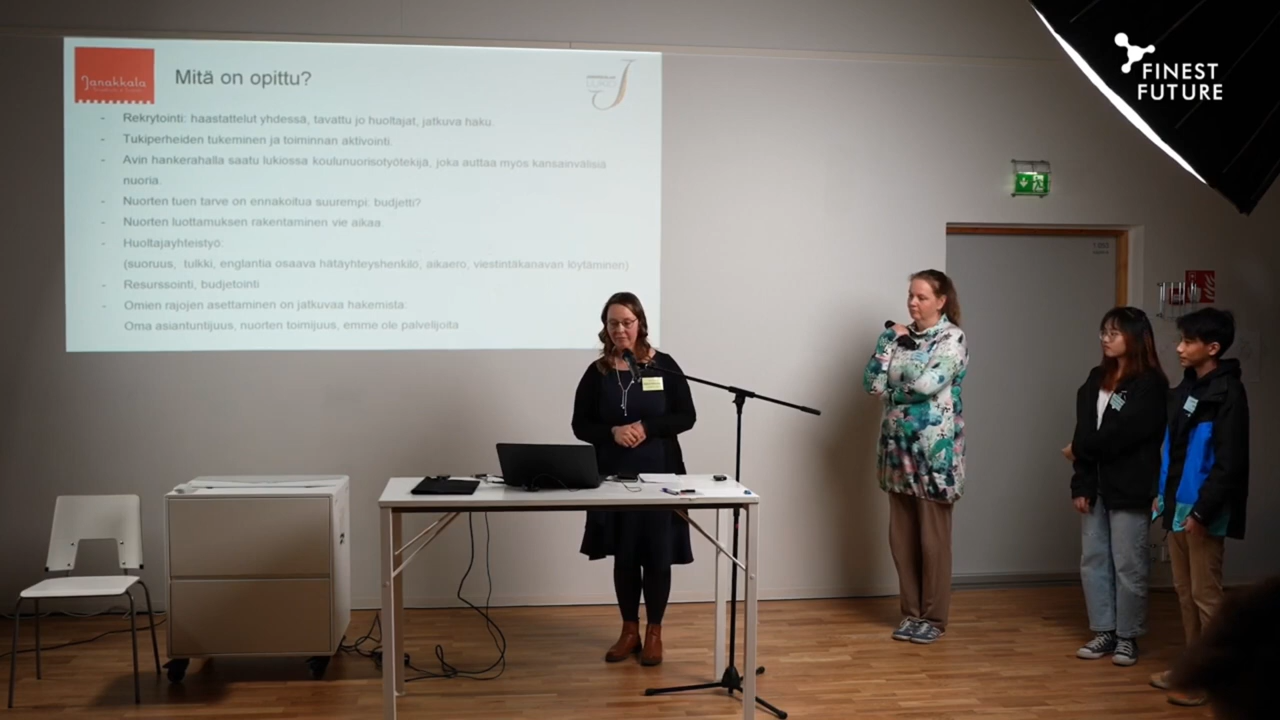 FINEST
FUTURE
Janakkala
Mitä on opittu?
- Rekrytointi: haastattelut yhdessä, tavattu jo huoltajat, jatkuva haku.
- Tukiperheiden tukeminen ja toiminnan aktivointi.
- Avin hankerahalla saatu lukiossa koulunuorisotyötekijä, joka auttaa myös kansainvälisiä
nuoria.
- Nuorten tuen tarve on ennakoitua suurempi: budjetti?
- Nuorten luottamuksen rakentaminen vie aikaa.
- Huoltajayhteistyö:
(suoruus, tulkki, englantia osaava hätäyhteyshenkilö, aikaero, viestintäkanavan löytäminen)
- Resurssointi, budjetointi
- Omien rajojen asettaminen on jatkuvaa hakemista:
Oma asiantuntijuus, nuorten toimijuus, emme ole palvelijoita